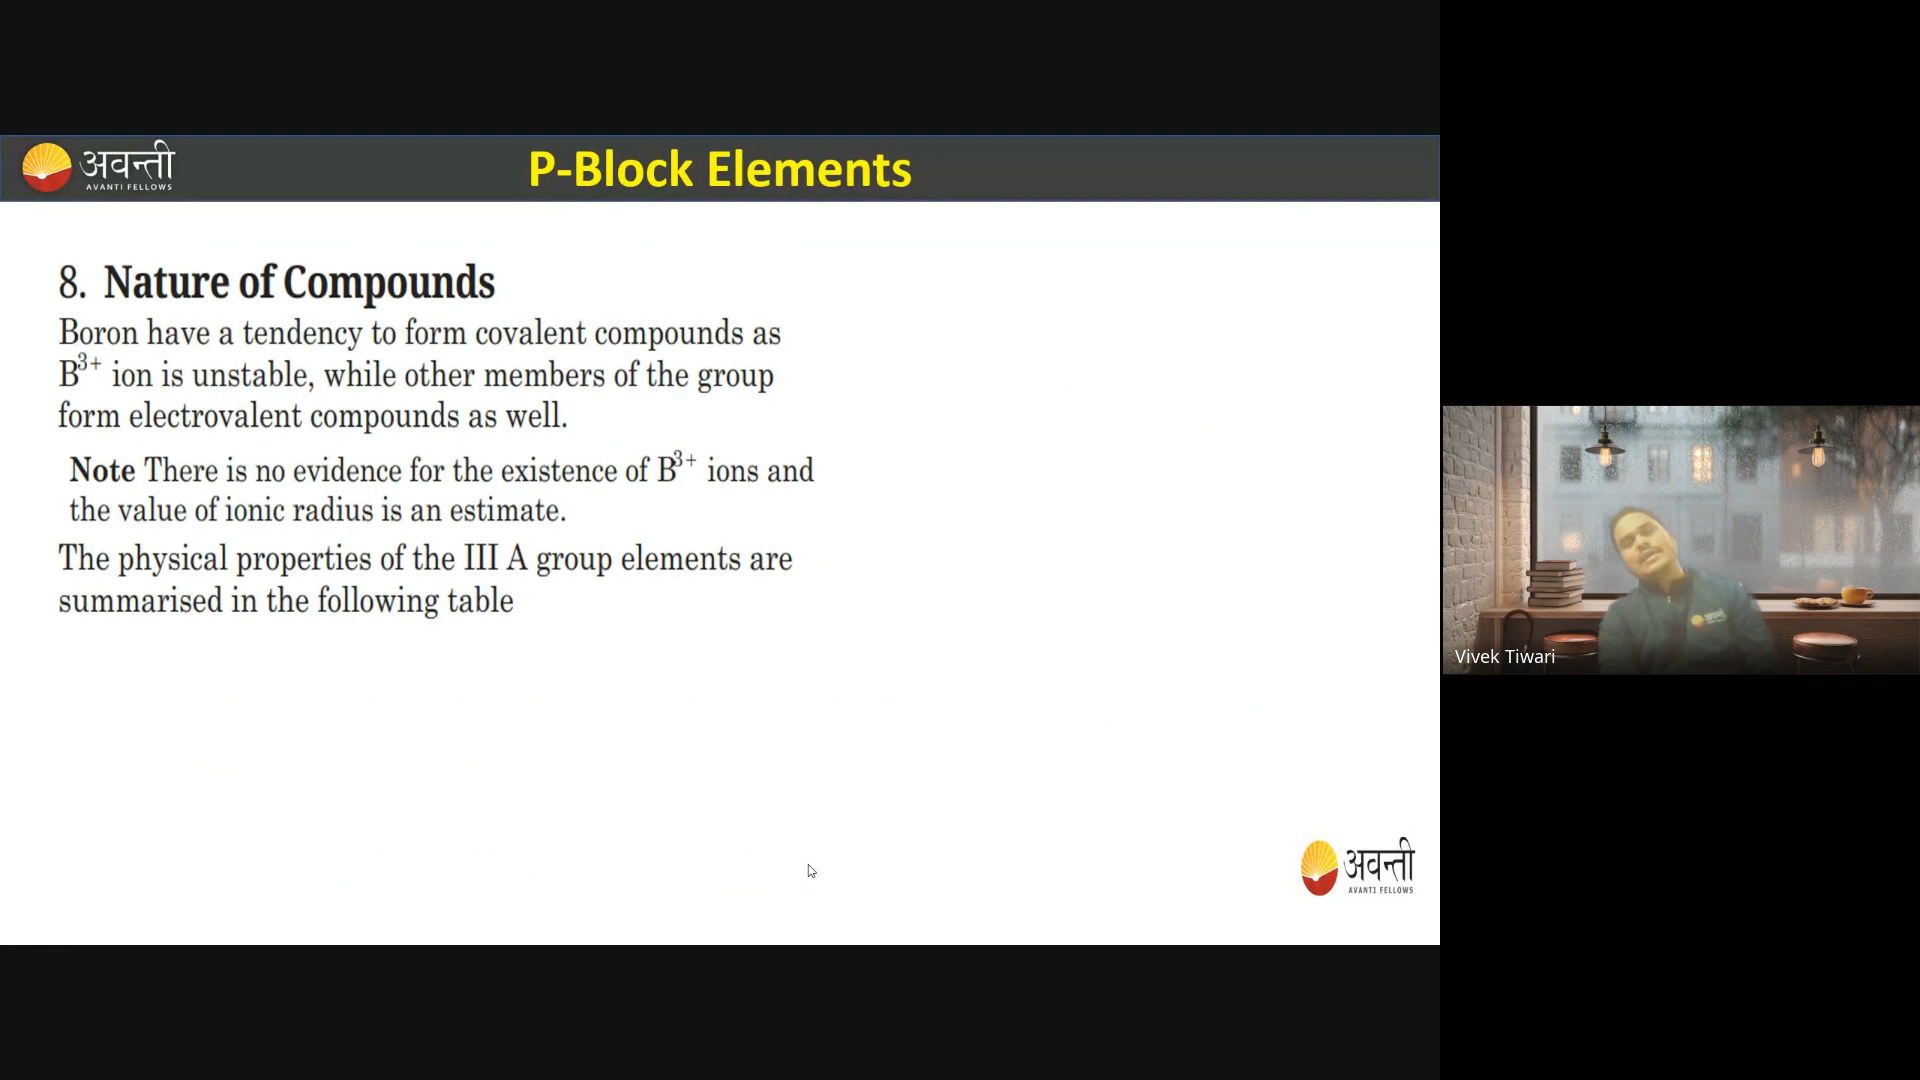 अवन्ती
AVANTI FELLOWS
P-Block Elements
8. Nature of Compounds
Boron have a tendency to form covalent compounds as
B³⁺ ion is unstable, while other members of the group
form electrovalent compounds as well.
Note There is no evidence for the existence of B³⁺ ions and
the value of ionic radius is an estimate.
The physical properties of the III A group elements are
summarised in the following table
Vivek Tiwari
अवन्ती
AVANTI FELLOWS